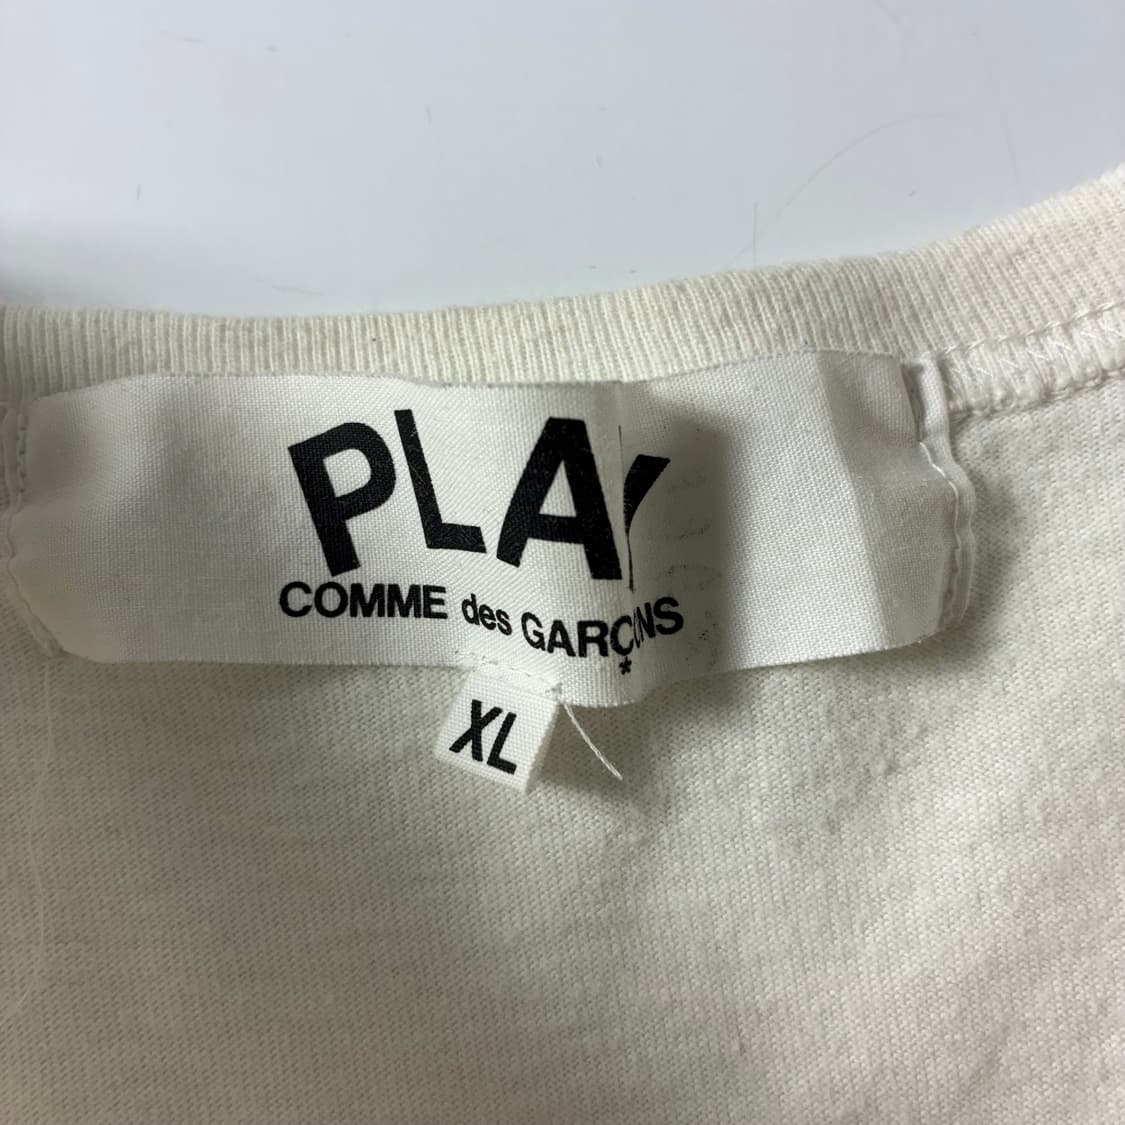 PLAY
COMME des GARÇONS
*
XL